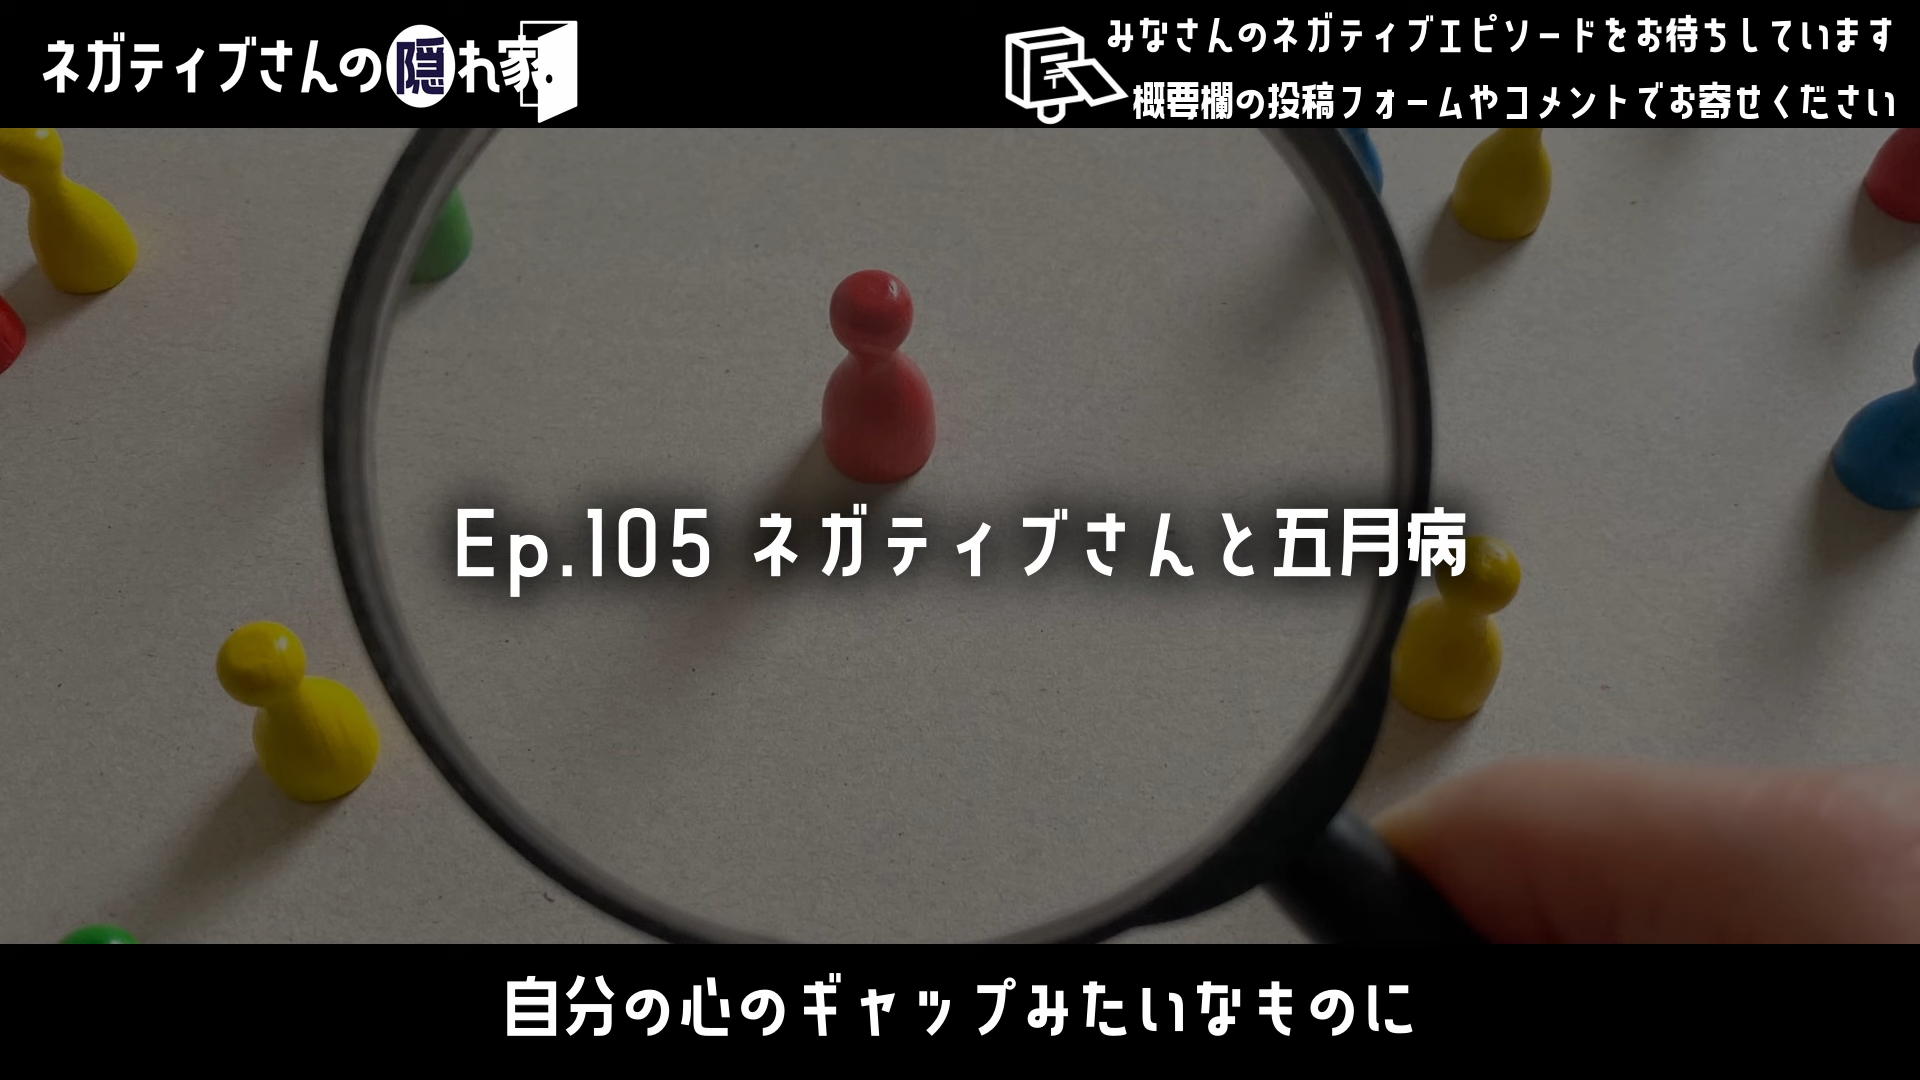 ネガティブさんの隠れ家
みなさんのネガティブエピソードをお待ちしています
概要欄の投稿フォームやコメントでお寄せください
Ep.105 ネガティブさんと五月病
自分の心のギャップみたいなものに